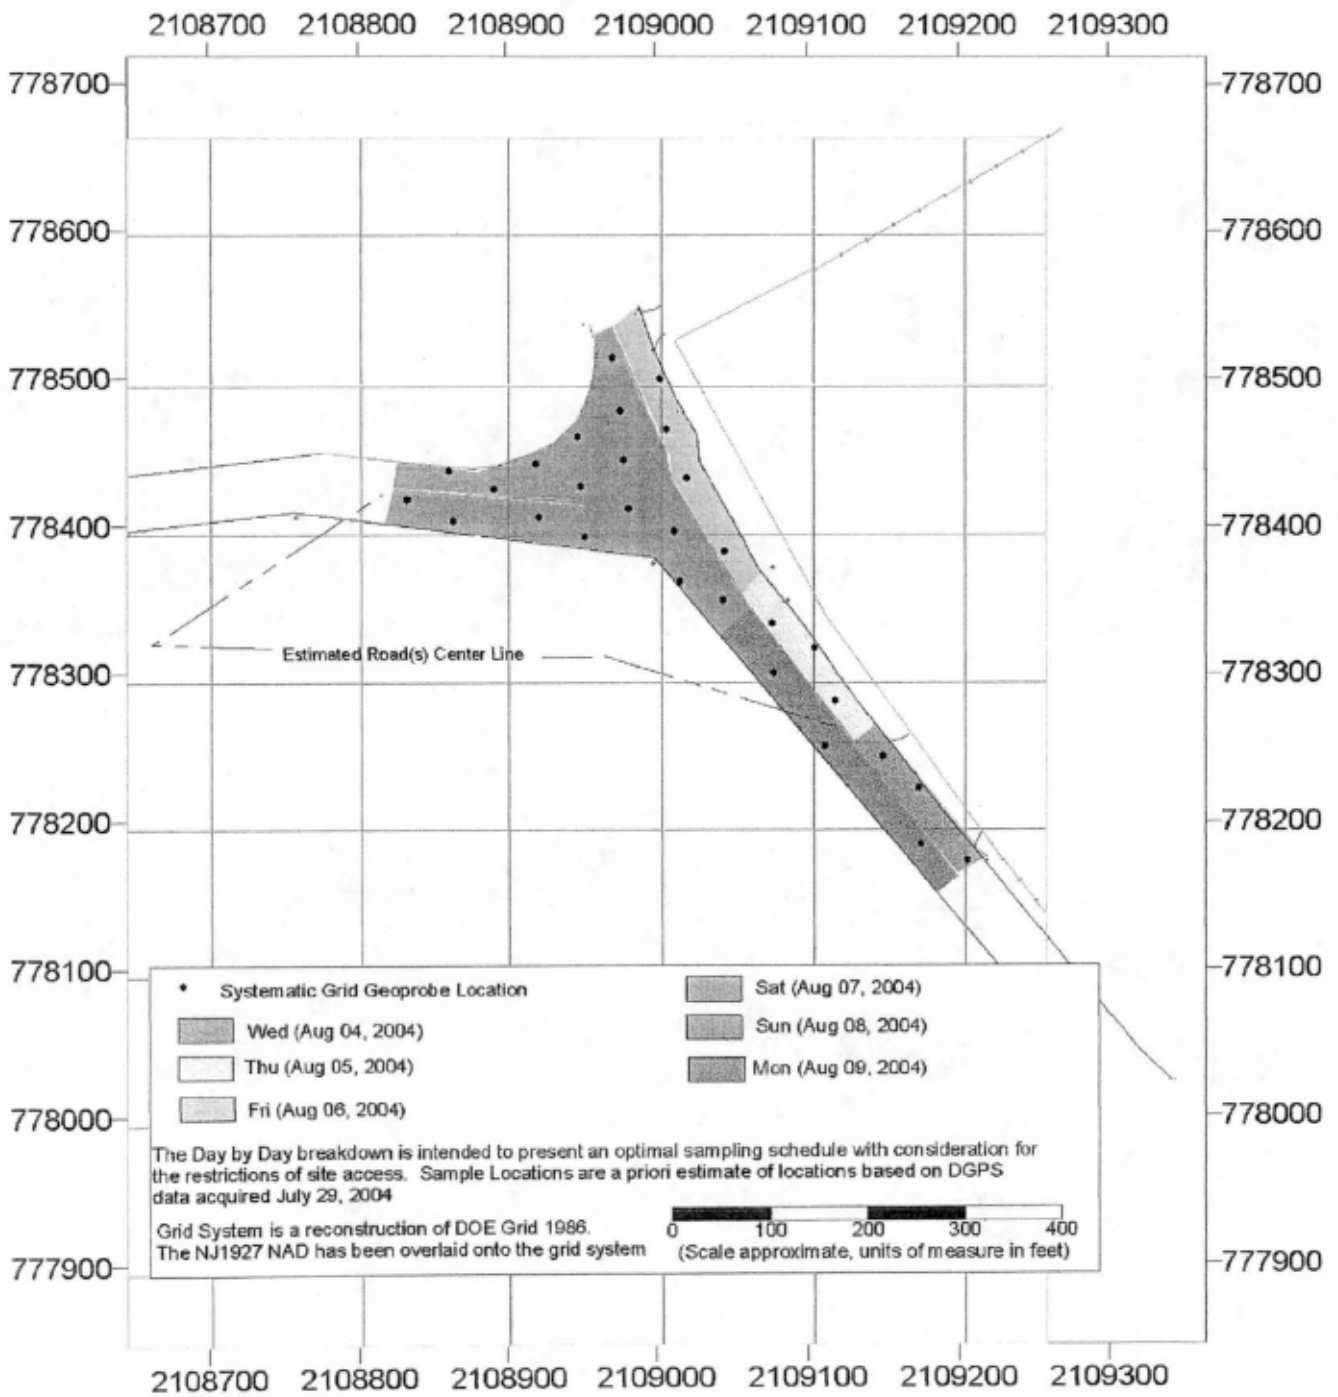 2108700 2108800 2108900 2109000 2109100 2109200 2109300
778700 778700
778600 778600
778500 778500
778400 778400
Estimated Road(s) Center Line
778300 778300
778200 778200
778100 778100
Systematic Grid Geoprobe Location
Wed (Aug 04, 2004)
Thu (Aug 05, 2004)
Fri (Aug 06, 2004)
Sat (Aug 07, 2004)
Sun (Aug 08, 2004)
Mon (Aug 09, 2004)
778000 778000
The Day by Day breakdown is intended to present an optimal sampling schedule with consideration for
the restrictions of site access. Sample Locations are a priori estimate of locations based on DGPS
data acquired July 29, 2004
Grid System is a reconstruction of DOE Grid 1986.
The NJ1927 NAD has been overlaid onto the grid system
0 100 200 300 400
(Scale approximate, units of measure in feet)
777900 777900
2108700 2108800 2108900 2109000 2109100 2109200 2109300